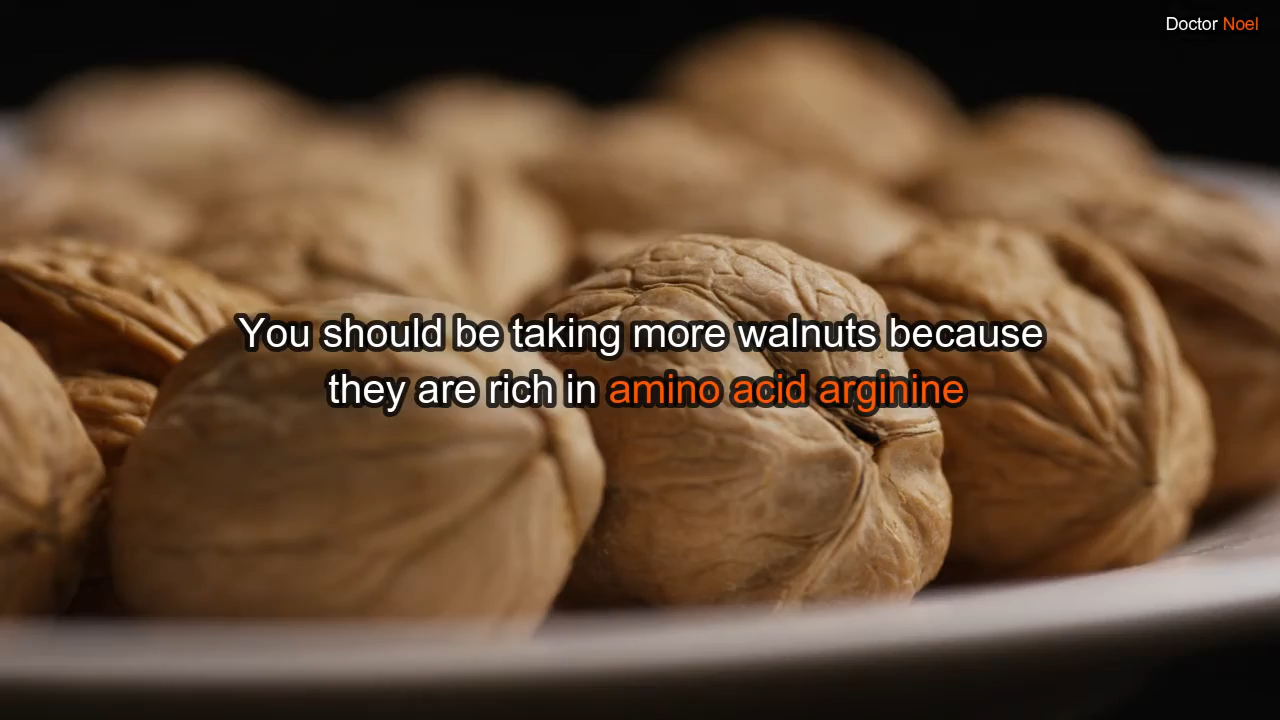 Doctor Noel
You should be taking more walnuts because
they are rich in amino acid arginine